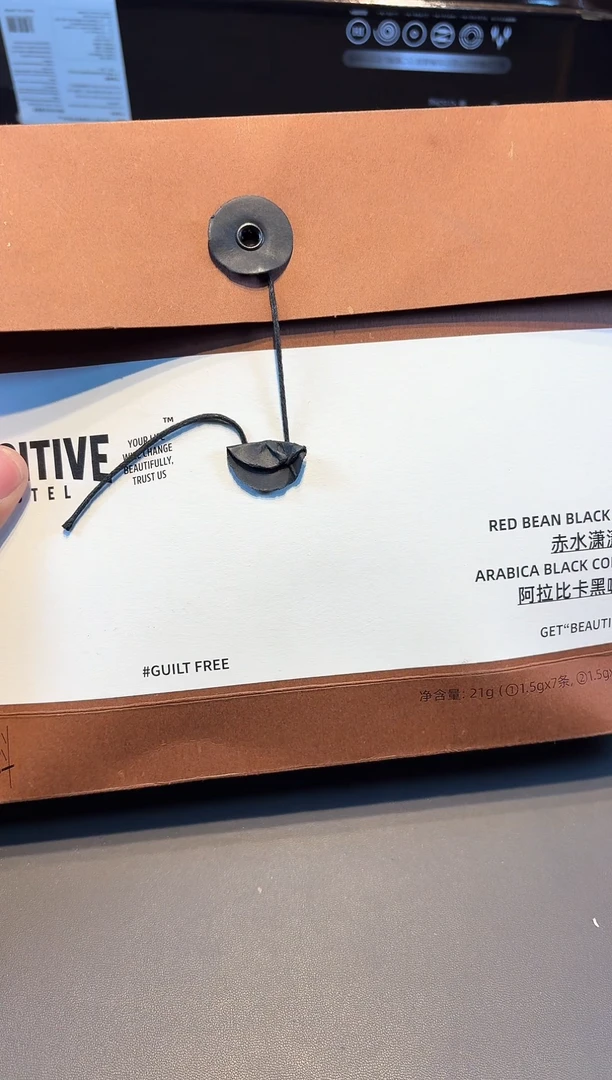 ITIVE
TEL
™
YOUR LIFE
WILL CHANGE
BEAUTIFULLY,
TRUST US
RED BEAN BLACK
赤水潇
ARABICA BLACK CO
阿拉比卡黑
GET“BEAUTI
#GUILT FREE
净含量: 21g (①1.5gx7条, ②1.5g